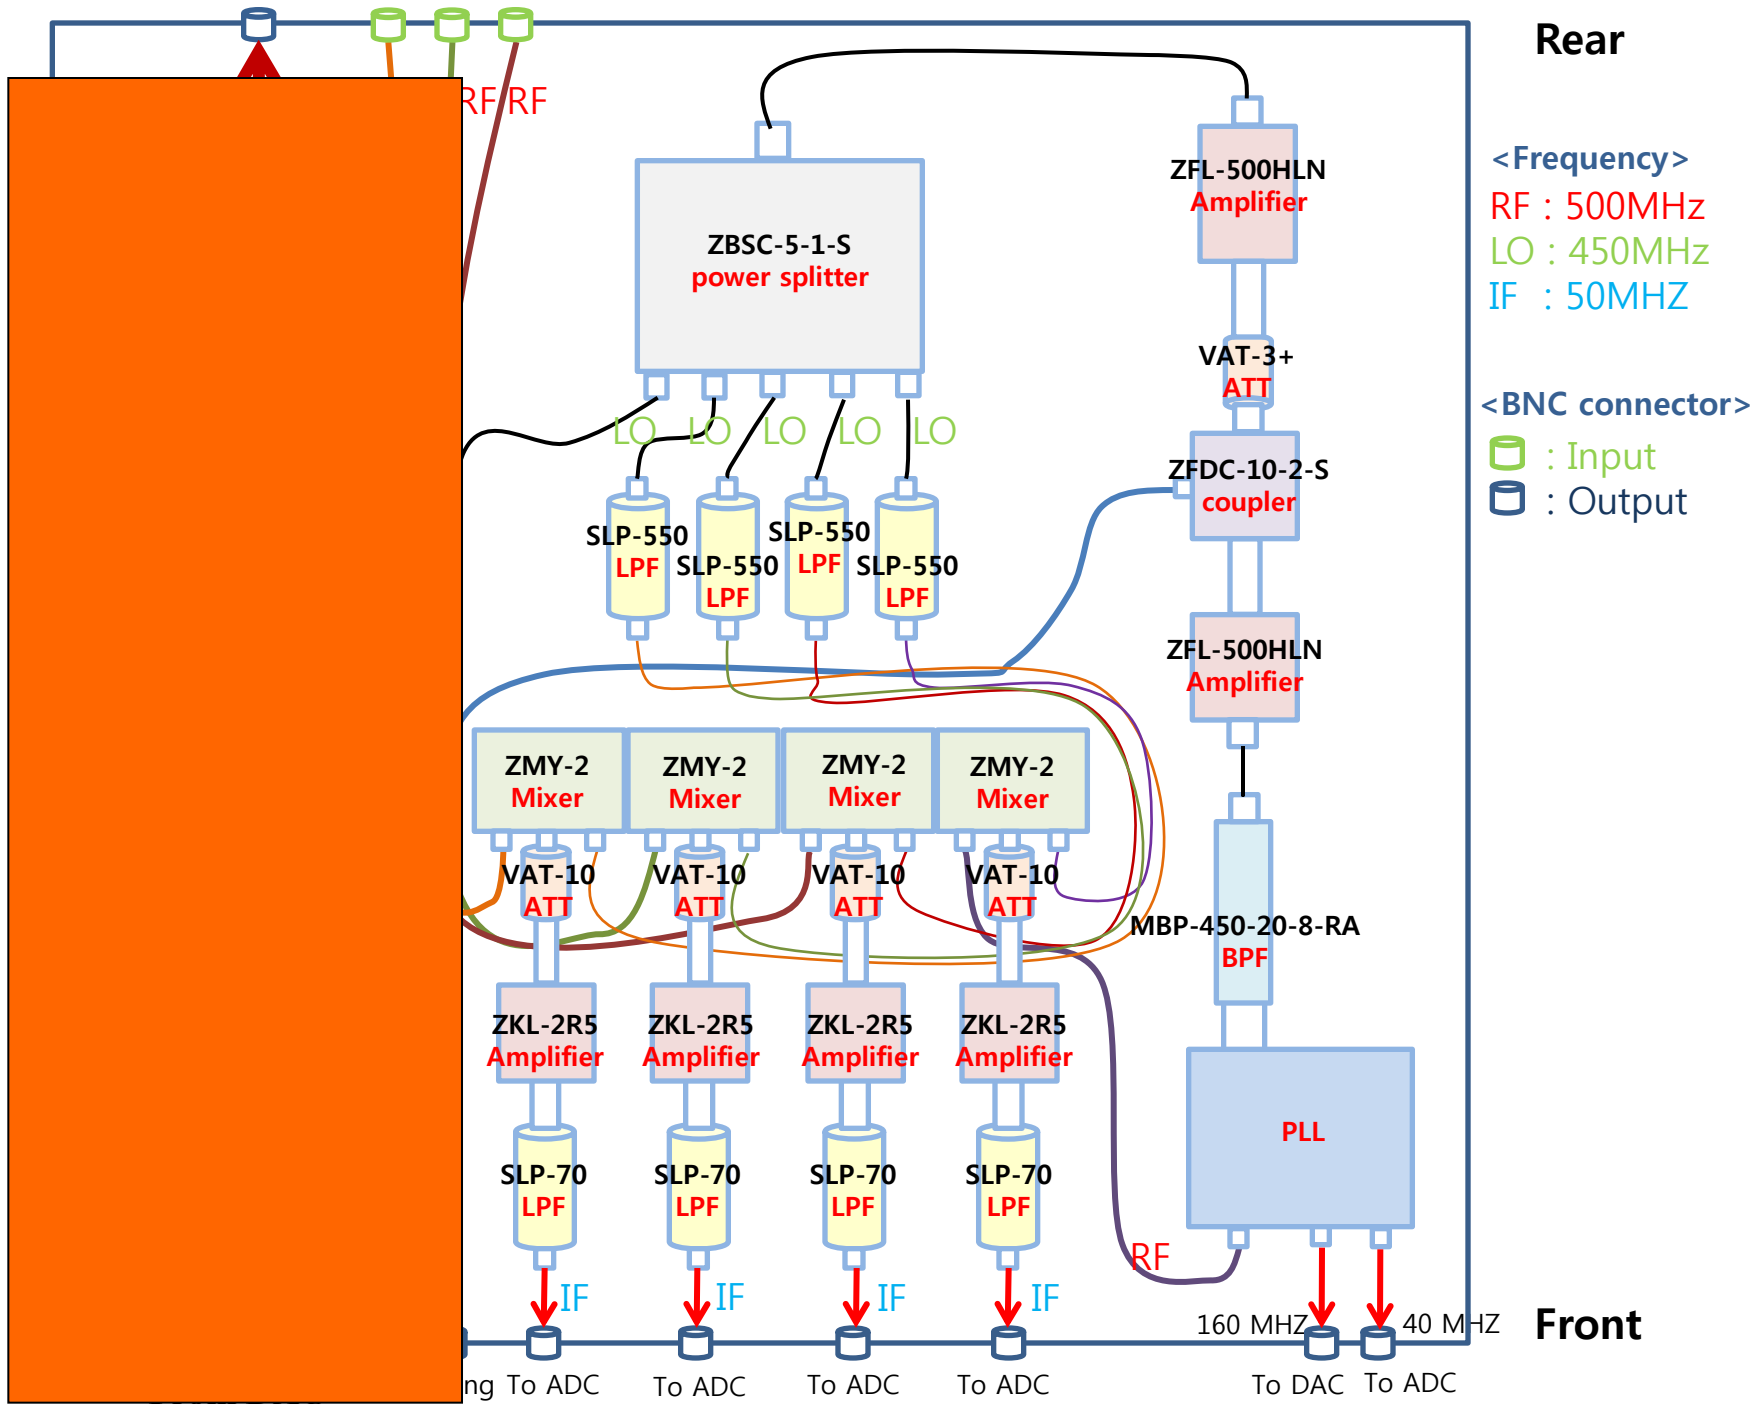 Rear
RF RF
<Frequency>
RF : 500MHz
LO : 450MHz
IF : 50MHZ
<BNC connector>
: Input
: Output
ZFL-500HLN
Amplifier
ZBSC-5-1-S
power splitter
VAT-3+
ATT
LO LO LO LO LO
ZFDC-10-2-S
coupler
SLP-550
LPF
SLP-550
LPF
SLP-550
LPF
SLP-550
LPF
ZFL-500HLN
Amplifier
ZMY-2
Mixer
ZMY-2
Mixer
ZMY-2
Mixer
ZMY-2
Mixer
VAT-10
ATT
VAT-10
ATT
VAT-10
ATT
VAT-10
ATT
MBP-450-20-8-RA
BPF
ZKL-2R5
Amplifier
ZKL-2R5
Amplifier
ZKL-2R5
Amplifier
ZKL-2R5
Amplifier
PLL
SLP-70
LPF
SLP-70
LPF
SLP-70
LPF
SLP-70
LPF
RF
IF IF IF IF
160 MHZ
40 MHZ
Front
ng
To ADC
To ADC
To ADC
To ADC
To DAC
To ADC